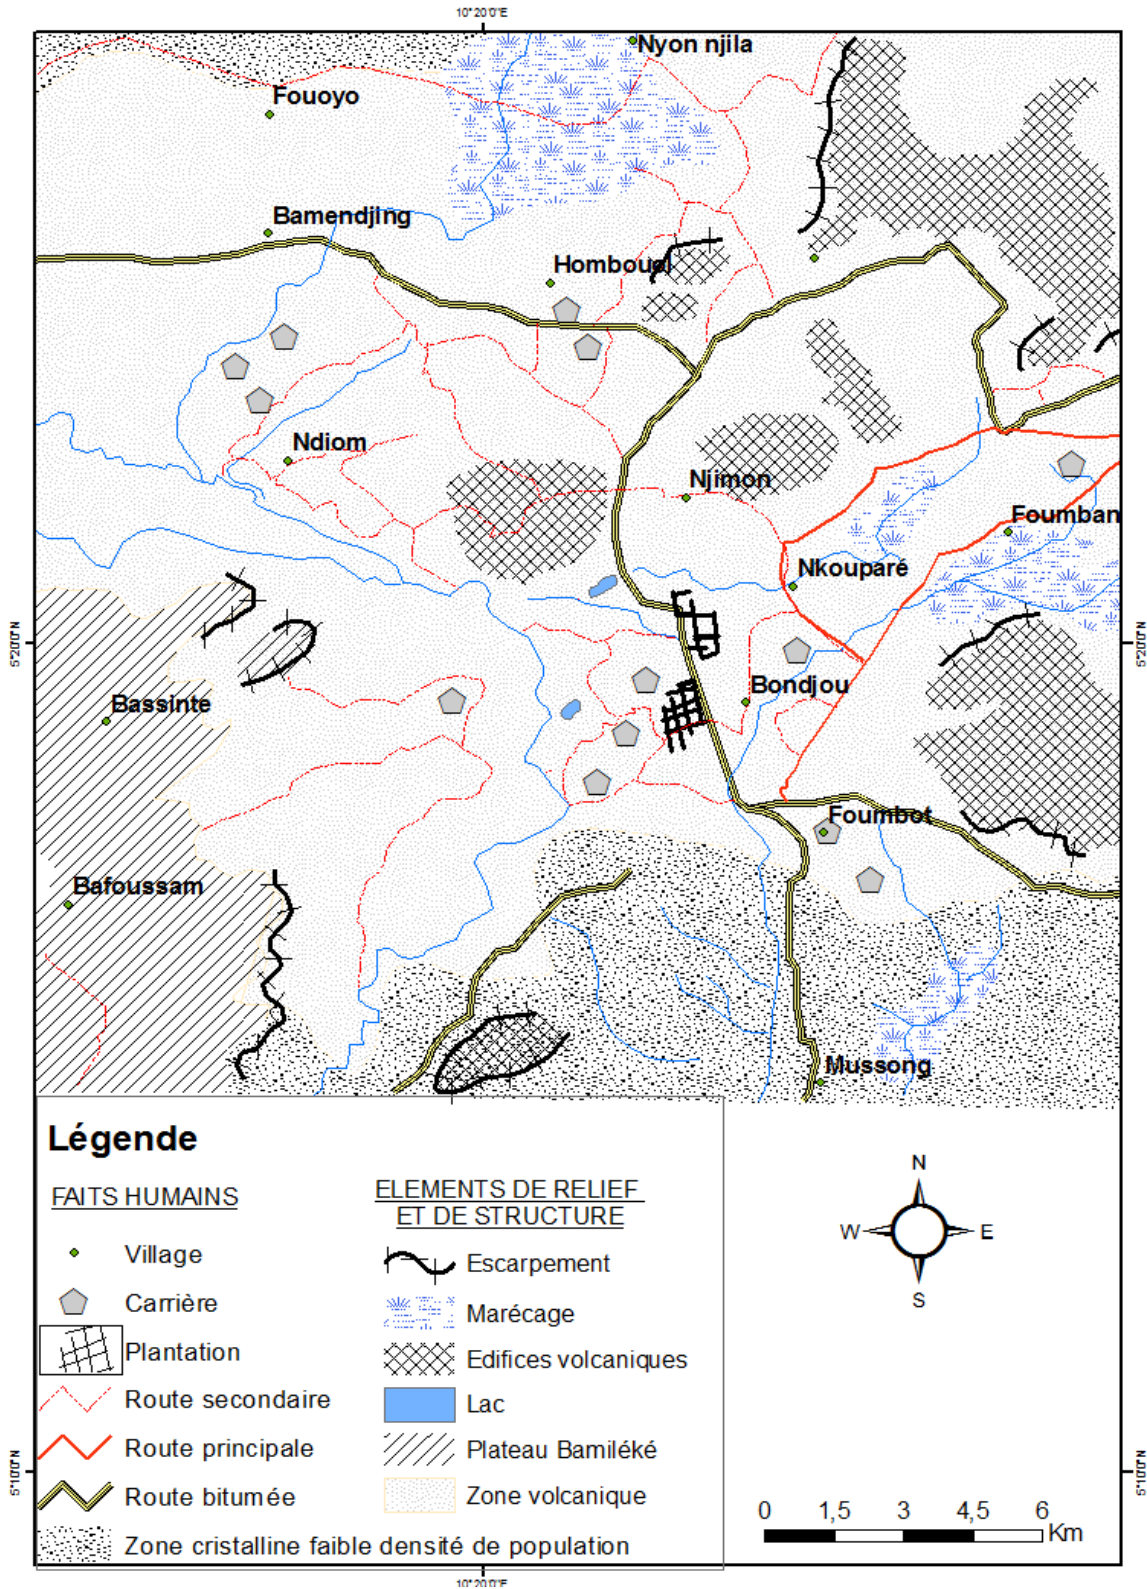 10°20'0"E
Nyon njila
Fouoyo
Bamendjing
Hombouel
Ndiom
Njimon
Foumban
Nkouparé
5°20'0"N
5°20'0"N
Bondjou
Bassinte
Foumbot
Bafoussam
Mussong
Légende
FAITS HUMAINS
Village
Carrière
Plantation
Route secondaire
Route principale
Route bitumée
Zone cristalline faible densité de population
ELEMENTS DE RELIEF
ET DE STRUCTURE
Escarpement
Marécage
Edifices volcaniques
Lac
Plateau Bamiléké
Zone volcanique
N
W
E
S
5°10'0"N
5°10'0"N
0 1,5 3 4,5 6
Km
10°20'0"E